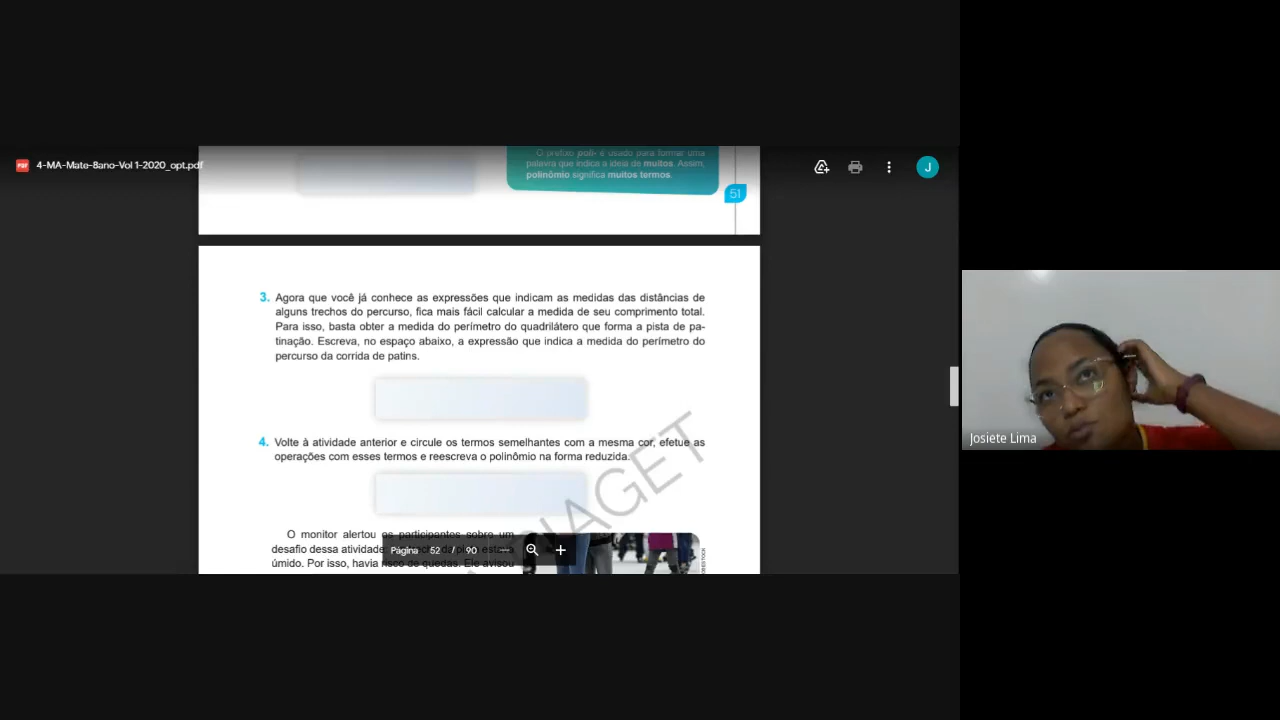 4-MA-Mate-8ano-Vol 1-2020_opt.pdf
J
O prefixo poli- é usado para formar uma
palavra que indica a ideia de muitos. Assim,
polinômio significa muitos termos.
51
3. Agora que você já conhece as expressões que indicam as medidas das distâncias de
alguns trechos do percurso, fica mais fácil calcular a medida de seu comprimento total.
Para isso, basta obter a medida do perímetro do quadrilátero que forma a pista de pa-
tinação. Escreva, no espaço abaixo, a expressão que indica a medida do perímetro do
percurso da corrida de patins.
4. Volte à atividade anterior e circule os termos semelhantes com a mesma cor, efetue as
operações com esses termos e reescreva o polinômio na forma reduzida.
PIAGET
O monitor alertou os participantes sobre um
desafio dessa atividade:
úmido. Por isso, havia risco de quedas. Ele avisou
Página 52 / 90
Josiete Lima